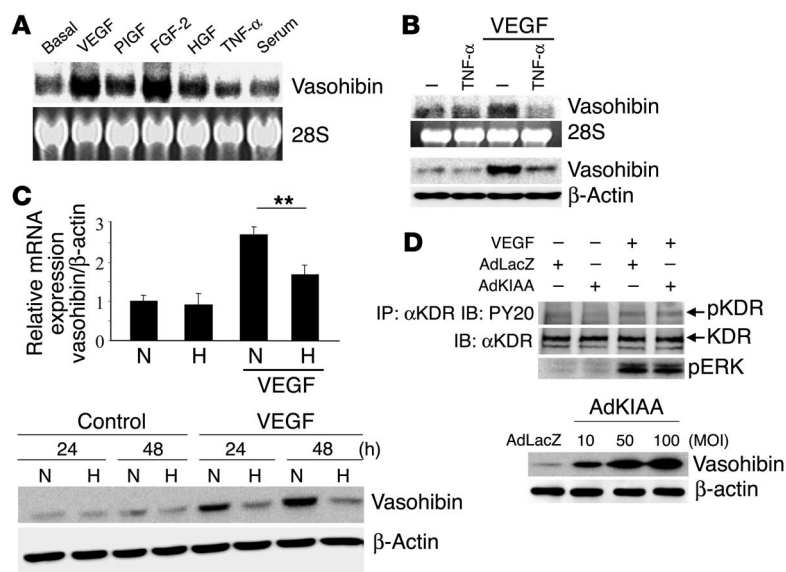 A
Basal VEGF PlGF FGF-2 HGF TNF-α Serum
Vasohibin
28S
B
VEGF
– TNF-α – TNF-α
Vasohibin
28S
Vasohibin
β-Actin
C
Relative mRNA
expression
vasohibin/β-actin
3
2
1
0
**
N H N H
VEGF
Control VEGF
24 48 24 48 (h)
N H N H N H N H
Vasohibin
β-Actin
D
VEGF – – + +
AdLacZ + – + –
AdKIAA – + – +
IP: αKDR IB: PY20 pKDR
IB: αKDR KDR
pERK
AdKIAA
AdLacZ 10 50 100 (MOI)
Vasohibin
β-actin